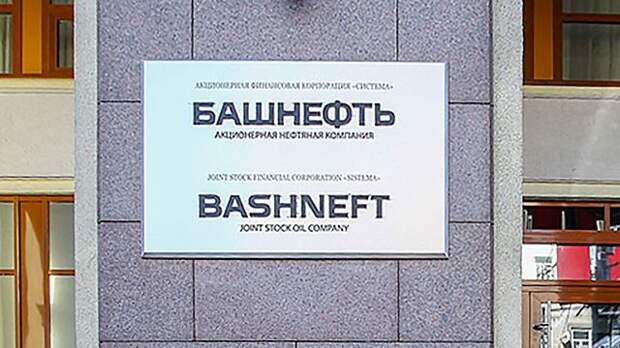 АКЦИОНЕРНАЯ ФИНАНСОВАЯ КОРПОРАЦИЯ «СИСТЕМА»
БАШНЕФТЬ
АКЦИОНЕРНАЯ НЕФТЯНАЯ КОМПАНИЯ
JOINT STOCK FINANCIAL CORPORATION «SISTEMA»
BASHNEFT
JOINT STOCK OIL COMPANY